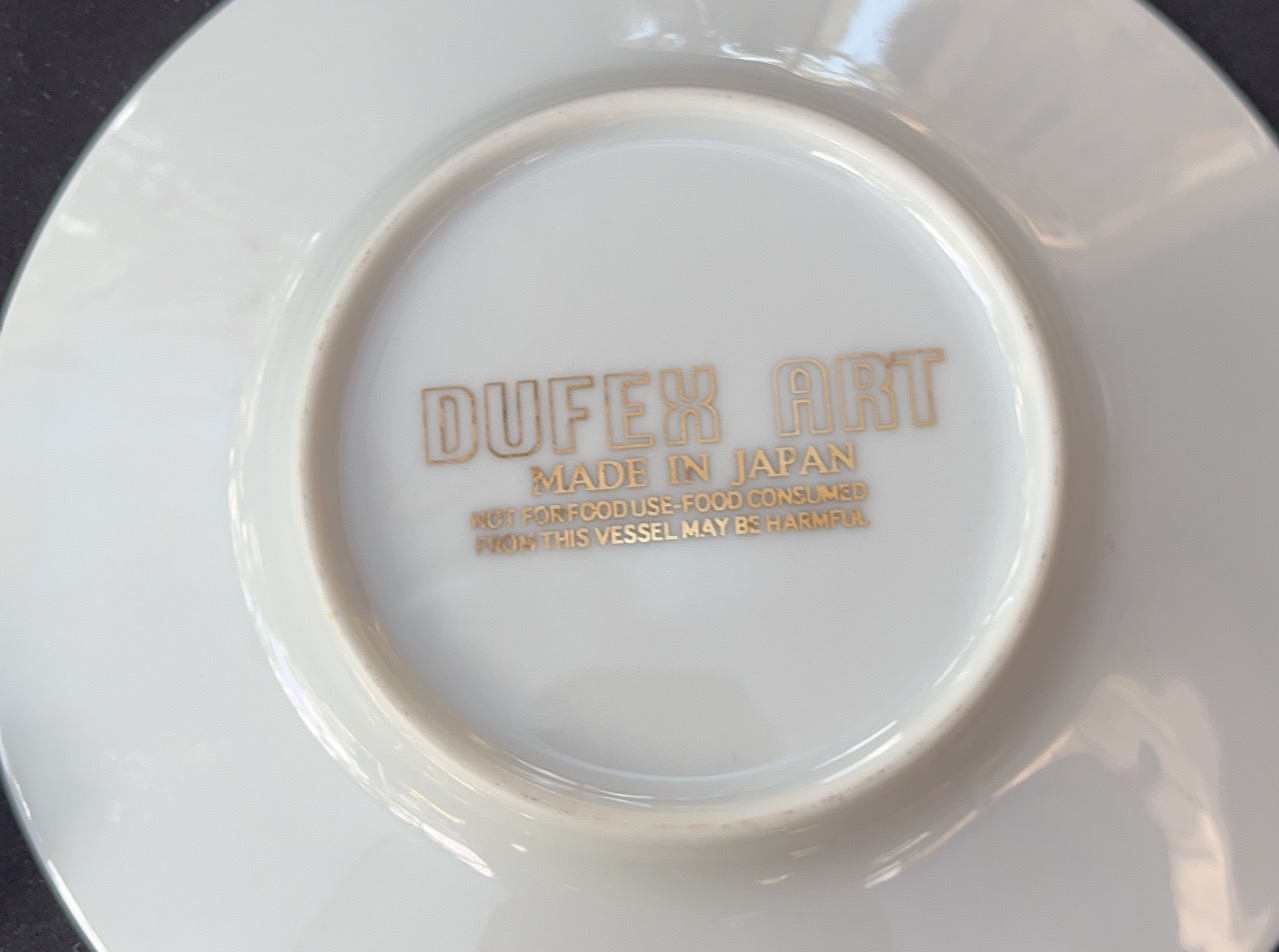 DUFEX ART
MADE IN JAPAN
NOT FOR FOOD USE-FOOD CONSUMED
FROM THIS VESSEL MAY BE HARMFUL